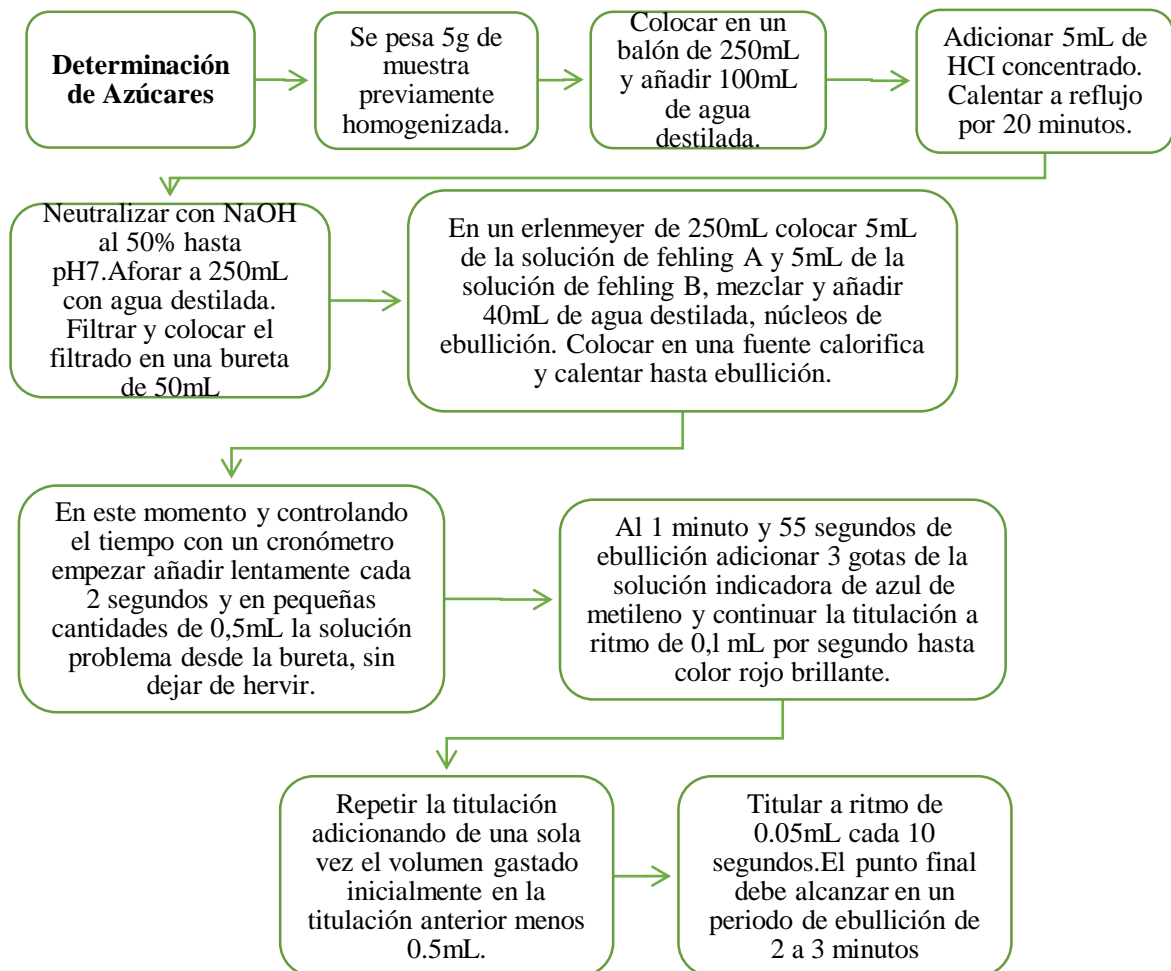 Determinación
de Azúcares
Se pesa 5g de
muestra
previamente
homogenizada.
Colocar en un
balón de 250mL
y añadir 100mL
de agua
destilada.
Adicionar 5mL de
HCI concentrado.
Calentar a reflujo
por 20 minutos.
Neutralizar con NaOH
al 50% hasta
pH7.Aforar a 250mL
con agua destilada.
Filtrar y colocar el
filtrado en una bureta
de 50mL
En un erlenmeyer de 250mL colocar 5mL
de la solución de fehling A y 5mL de la
solución de fehling B, mezclar y añadir
40mL de agua destilada, núcleos de
ebullición. Colocar en una fuente calorifica
y calentar hasta ebullición.
En este momento y controlando
el tiempo con un cronómetro
empezar añadir lentamente cada
2 segundos y en pequeñas
cantidades de 0,5mL la solución
problema desde la bureta, sin
dejar de hervir.
Al 1 minuto y 55 segundos de
ebullición adicionar 3 gotas de la
solución indicadora de azul de
metileno y continuar la titulación a
ritmo de 0,l mL por segundo hasta
color rojo brillante.
Repetir la titulación
adicionando de una sola
vez el volumen gastado
inicialmente en la
titulación anterior menos
0.5mL.
Titular a ritmo de
0.05mL cada 10
segundos.El punto final
debe alcanzar en un
periodo de ebullición de
2 a 3 minutos